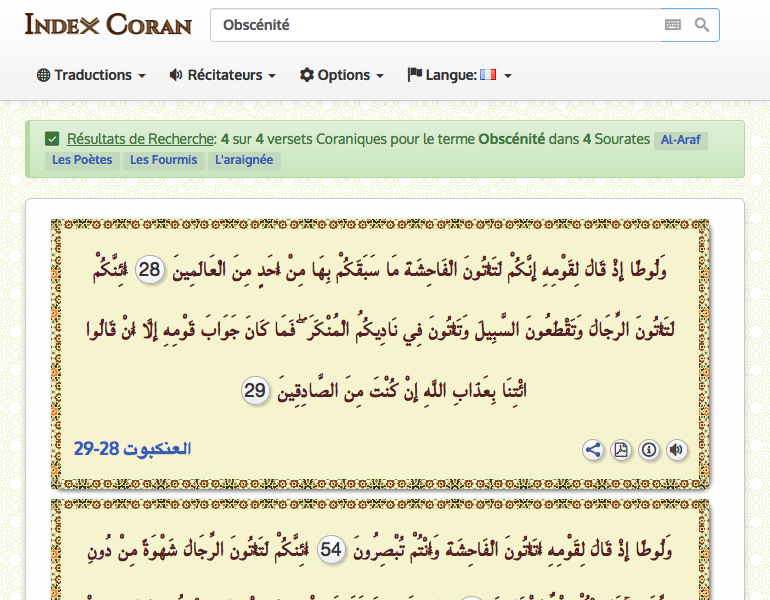 Index Coran
Obscénité
Traductions Récitateurs Options Langue:
Résultats de Recherche: 4 sur 4 versets Coraniques pour le terme Obscénité dans 4 Sourates Al-Araf
Les Poètes Les Fourmis L'araignée
وَلُوطًا إِذْ قَالَ لِقَوْمِهِ إِنَّكُمْ لَتَأْتُونَ الْفَاحِشَةَ مَا سَبَقَكُمْ بِهَا مِنْ أَحَدٍ مِنَ الْعَالَمِينَ 28 أَئِنَّكُمْ
لَتَأْتُونَ الرِّجَالَ وَتَقْطَعُونَ السَّبِيلَ وَتَأْتُونَ فِي نَادِيكُمُ الْمُنْكَرَ ۖ فَمَا كَانَ جَوَابَ قَوْمِهِ إِلَّا أَنْ قَالُوا
ائْتِنَا بِعَذَابِ اللَّهِ إِنْ كُنْتَ مِنَ الصَّادِقِينَ 29
العنكبوت 28-29
وَلُوطًا إِذْ قَالَ لِقَوْمِهِ أَتَأْتُونَ الْفَاحِشَةَ وَأَنْتُمْ تُبْصِرُونَ 54 أَئِنَّكُمْ لَتَأْتُونَ الرِّجَالَ شَهْوَةً مِنْ دُونِ